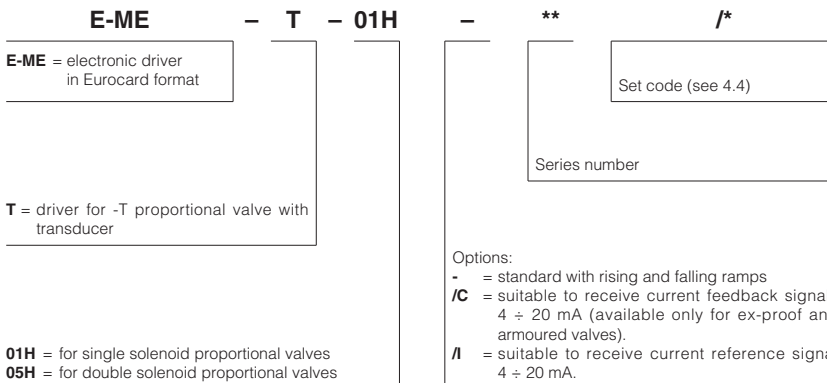 E-ME – T – 01H – ** /*
E-ME = electronic driver
in Eurocard format
Set code (see 4.4)
Series number
T = driver for -T proportional valve with
transducer
Options:
- = standard with rising and falling ramps
/C = suitable to receive current feedback signa
4 ÷ 20 mA (available only for ex-proof an
armoured valves).
01H = for single solenoid proportional valves
/I = suitable to receive current reference signa
05H = for double solenoid proportional valves
4 ÷ 20 mA.